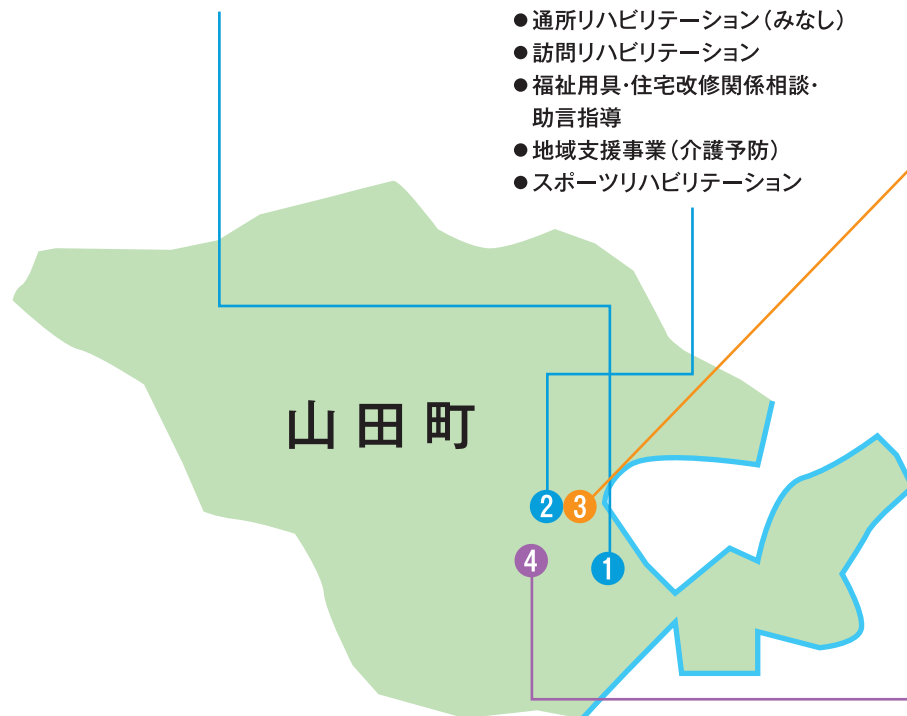 ●通所リハビリテーション(みなし)
●訪問リハビリテーション
●福祉用具・住宅改修関係相談・
助言指導
●地域支援事業(介護予防)
●スポーツリハビリテーション
山田町
2 3
4 1